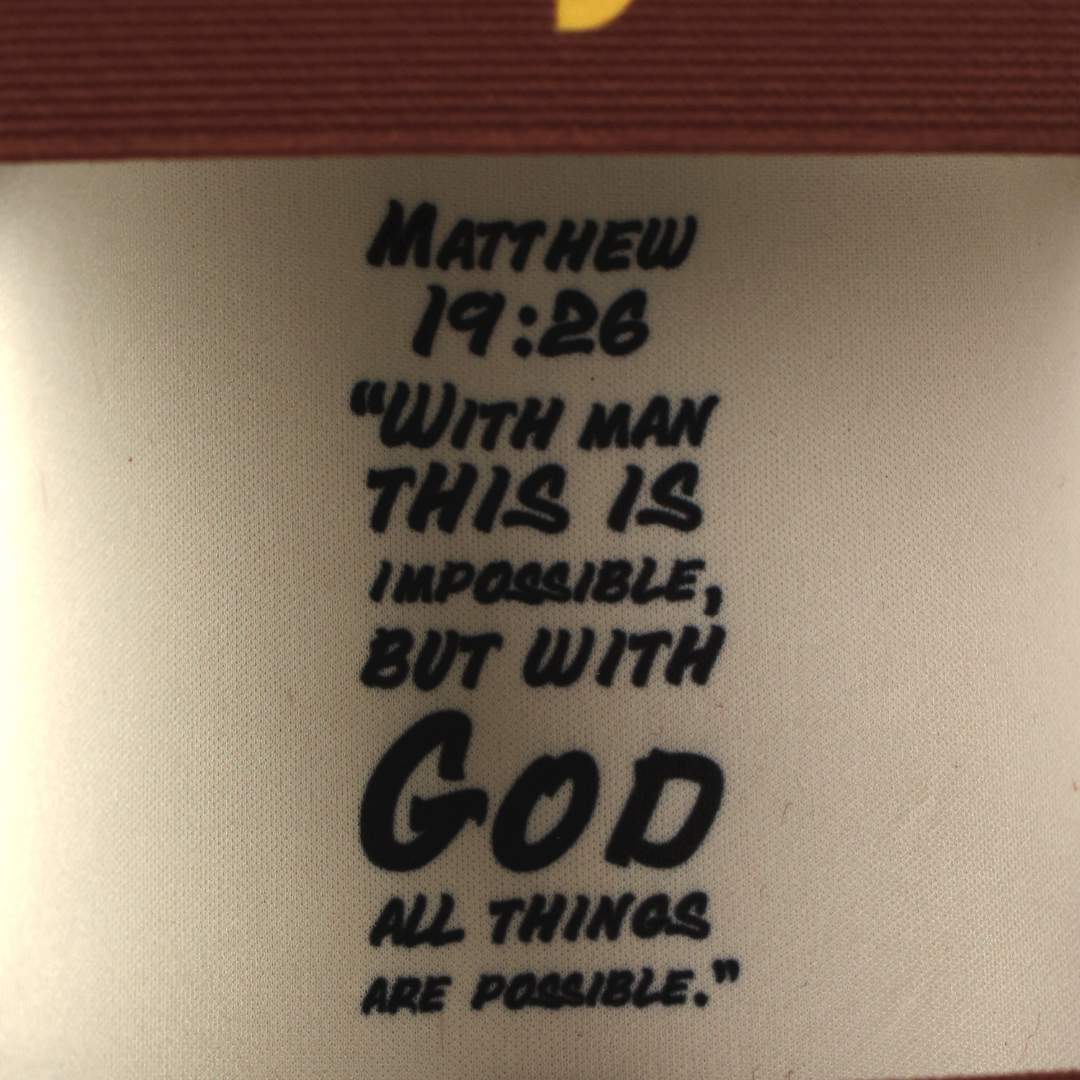 MATTHEW
19:26
“WITH MAN
THIS IS
IMPOSSIBLE,
BUT WITH
GOD
ALL THINGS
ARE POSSIBLE.”